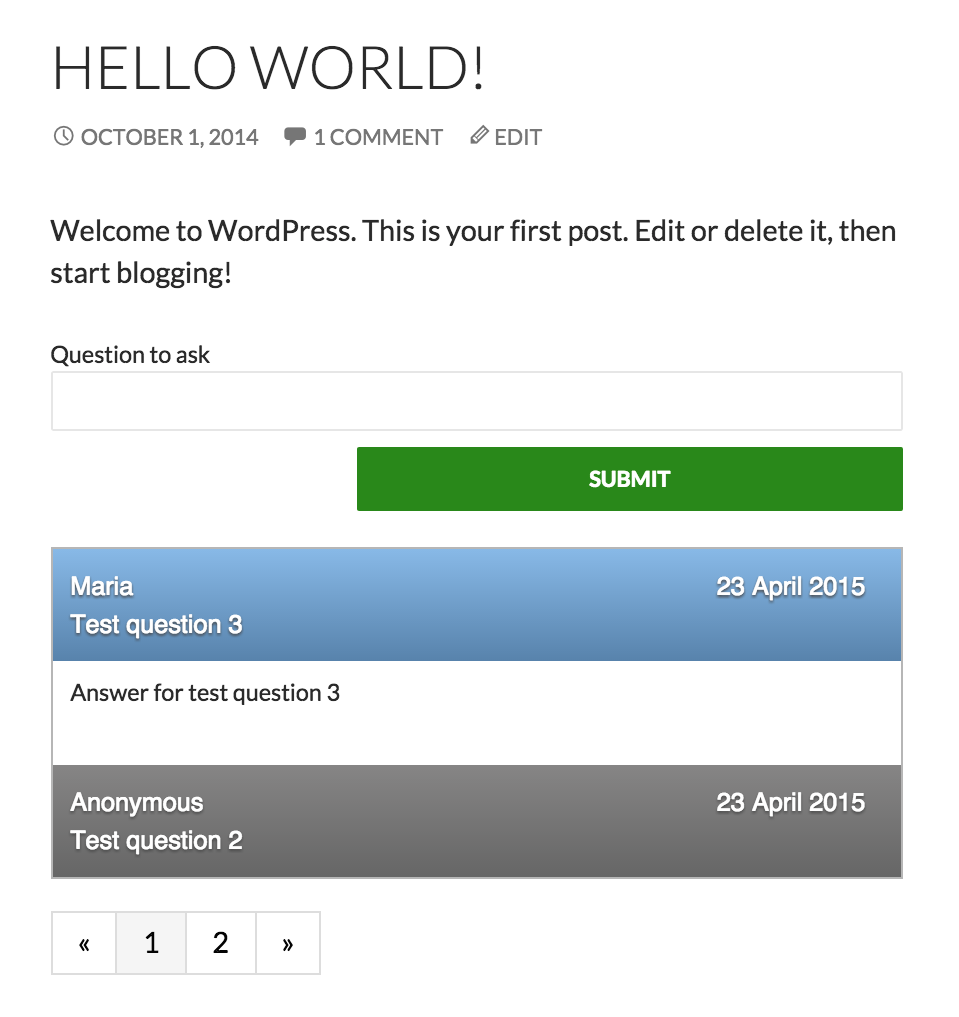 HELLO WORLD!
OCTOBER 1, 2014 1 COMMENT EDIT
Welcome to WordPress. This is your first post. Edit or delete it, then
start blogging!
Question to ask
SUBMIT
Maria 23 April 2015
Test question 3
Answer for test question 3
Anonymous 23 April 2015
Test question 2
« 1 2 »